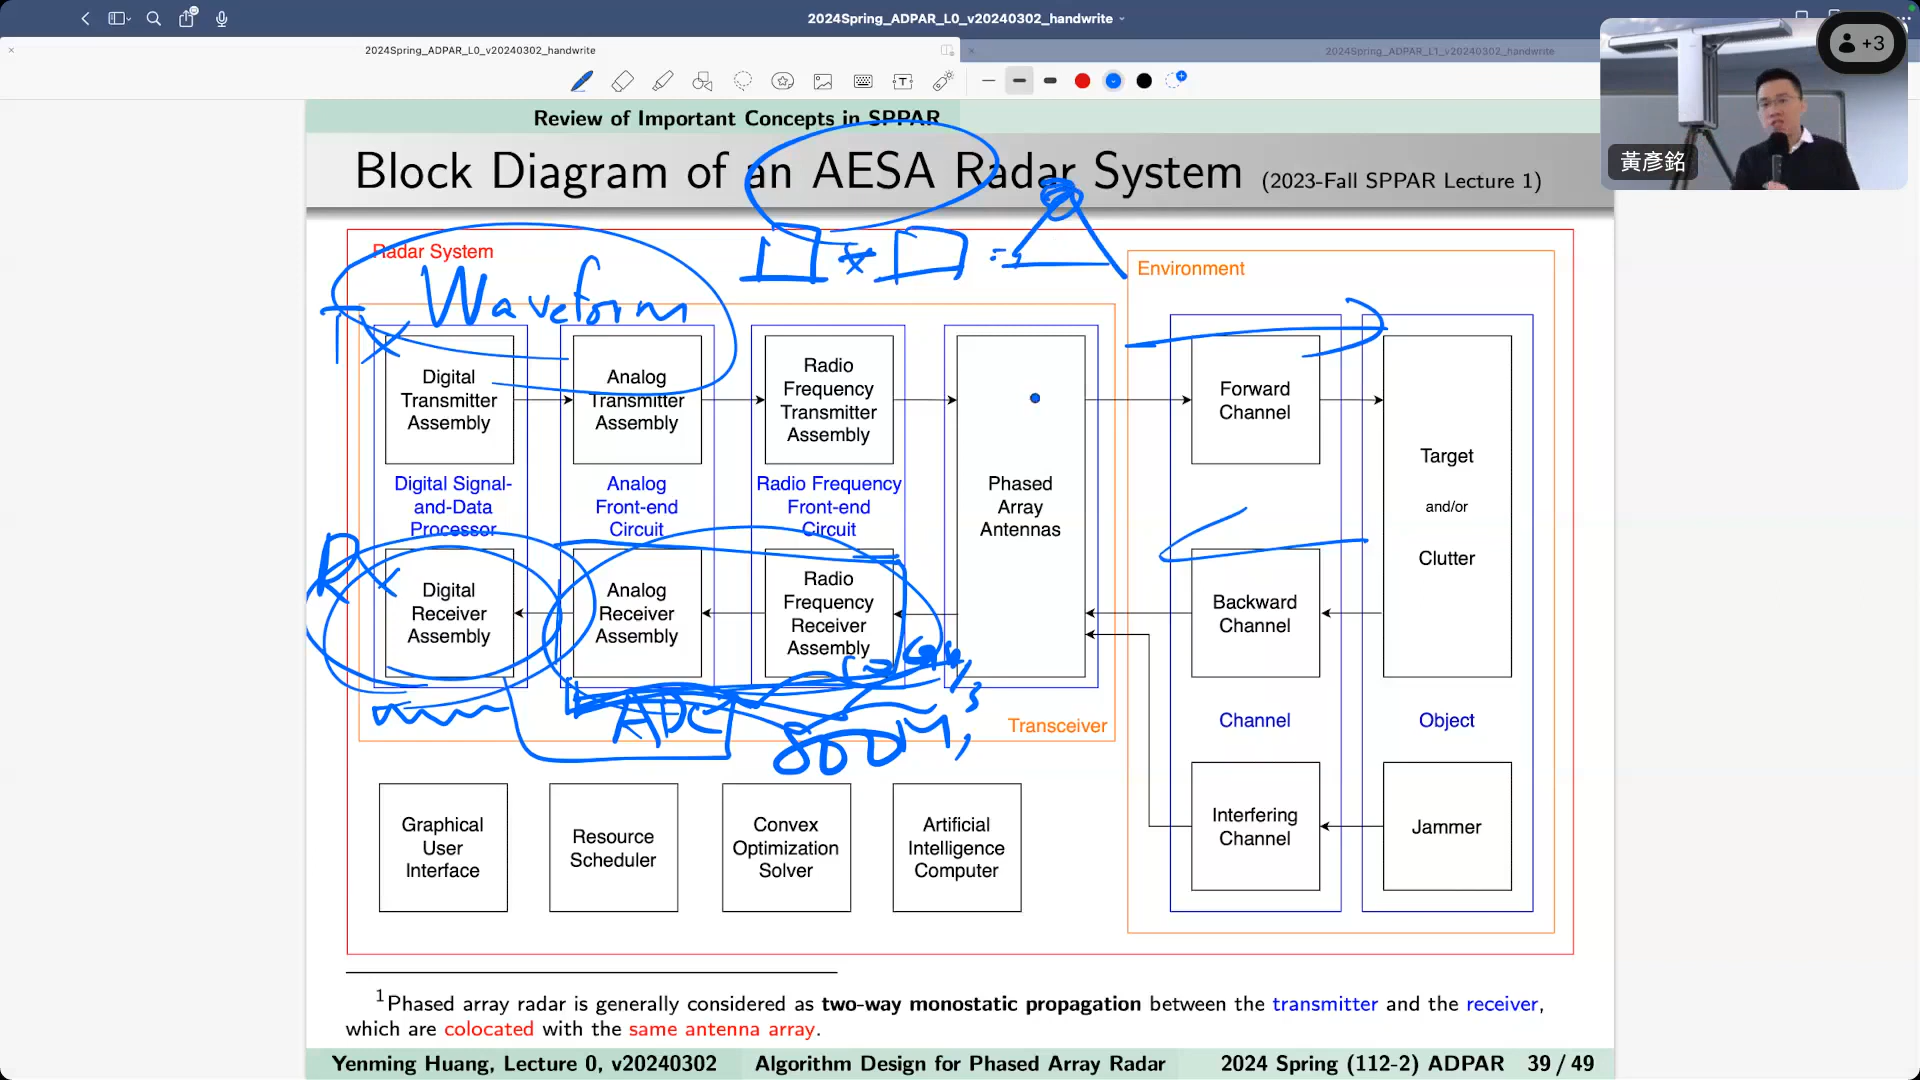 2024Spring_ADPAR_L0_v20240302_handwrite
2024Spring_ADPAR_L0_v20240302_handwrite
2024Spring_ADPAR_L1_v20240302_handwrite
+3
黃彥銘
Review of Important Concepts in SPPAR
Block Diagram of an AESA Radar System (2023-Fall SPPAR Lecture 1)
Radar System
Environment
Waveform
Tx
Digital
Transmitter
Assembly
Analog
Transmitter
Assembly
Radio
Frequency
Transmitter
Assembly
Forward
Channel
Target
and/or
Clutter
Digital Signal-
and-Data
Processor
Analog
Front-end
Circuit
Radio Frequency
Front-end
Circuit
Phased
Array
Antennas
Rx
Digital
Receiver
Assembly
Analog
Receiver
Assembly
Radio
Frequency
Receiver
Assembly
Backward
Channel
ADC
800M,
Transceiver
Channel
Object
Graphical
User
Interface
Resource
Scheduler
Convex
Optimization
Solver
Artificial
Intelligence
Computer
Interfering
Channel
Jammer
1Phased array radar is generally considered as two-way monostatic propagation between the transmitter and the receiver,
which are colocated with the same antenna array.
Yenming Huang, Lecture 0, v20240302 Algorithm Design for Phased Array Radar 2024 Spring (112-2) ADPAR 39 / 49